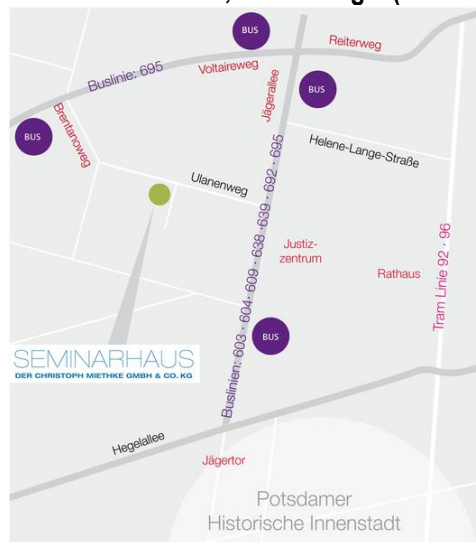 BUS
Reiterweg
Voltaireweg
Buslinie: 695
Jägerallee
BUS
Brentanoweg
BUS
Helene-Lange-Straße
Ulanenweg
Buslinien: 603 · 604 · 609 · 638 · 639 · 692 · 695
Justiz-
zentrum
Rathaus
Tram Linie 92 · 96
BUS
SEMINARHAUS
DER CHRISTOPH MIETHKE GMBH & CO. KG
Hegelallee
Jägertor
Potsdamer
Historische Innenstadt